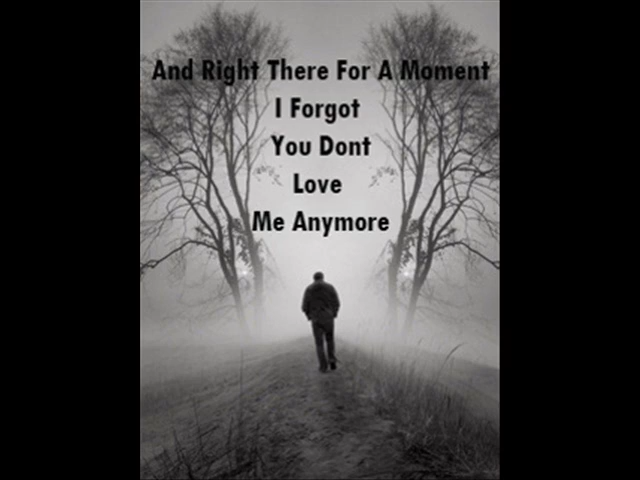 And Right There For A Moment
I Forgot
You Dont
Love
Me Anymore